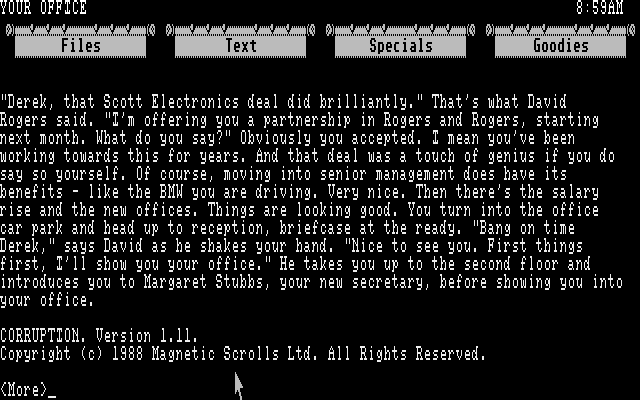 YOUR OFFICE 8:59AM
Files Text Specials Goodies
"Derek, that Scott Electronics deal did brilliantly." That's what David
Rogers said. "I'm offering you a partnership in Rogers and Rogers, starting
next month. What do you say?" Obviously you accepted. I mean you've been
working towards this for years. And that deal was a touch of genius if you do
say so yourself. Of course, moving into senior management does have its
benefits - like the BMW you are driving. Very nice. Then there's the salary
rise and the new offices. Things are looking good. You turn into the office
car park and head up to reception, briefcase at the ready. "Bang on time
Derek," says David as he shakes your hand. "Nice to see you. First things
first, I'll show you your office." He takes you up to the second floor and
introduces you to Margaret Stubbs, your new secretary, before showing you into
your office.
CORRUPTION. Version 1.11.
Copyright (c) 1988 Magnetic Scrolls Ltd. All Rights Reserved.
<More>_